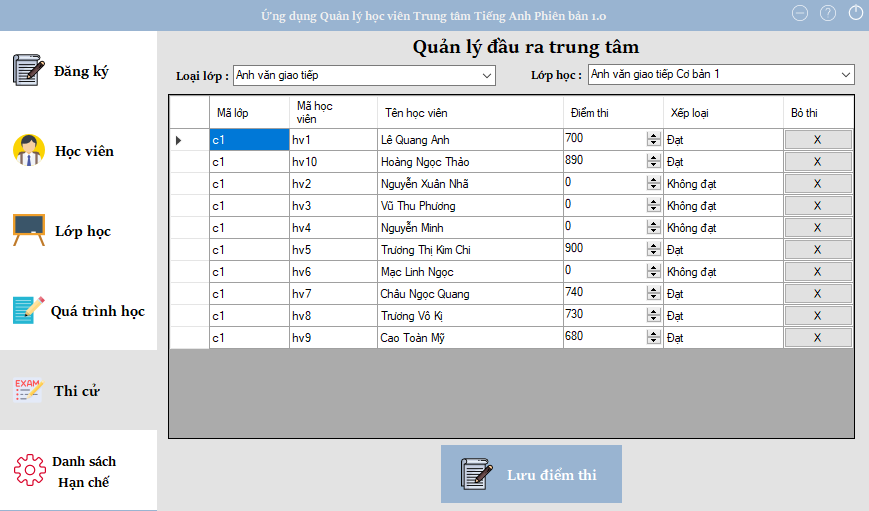 Ứng dụng Quản lý học viên Trung tâm Tiếng Anh Phiên bản 1.0
?
Đăng ký
Học viên
Lớp học
Quá trình học
EXAM
Thi cử
Danh sách
Hạn chế
Quản lý đầu ra trung tâm
Loại lớp : Anh văn giao tiếp Lớp học : Anh văn giao tiếp Cơ bản 1
Mã lớp Mã học viên Tên học viên Điểm thi Xếp loại Bỏ thi
c1 hv1 Lê Quang Anh 700 Đạt X
c1 hv10 Hoàng Ngọc Thảo 890 Đạt X
c1 hv2 Nguyễn Xuân Nhã 0 Không đạt X
c1 hv3 Vũ Thu Phương 0 Không đạt X
c1 hv4 Nguyễn Minh 0 Không đạt X
c1 hv5 Trương Thị Kim Chi 900 Đạt X
c1 hv6 Mạc Linh Ngọc 0 Không đạt X
c1 hv7 Châu Ngọc Quang 740 Đạt X
c1 hv8 Trương Vô Kị 730 Đạt X
c1 hv9 Cao Toàn Mỹ 680 Đạt X
Lưu điểm thi